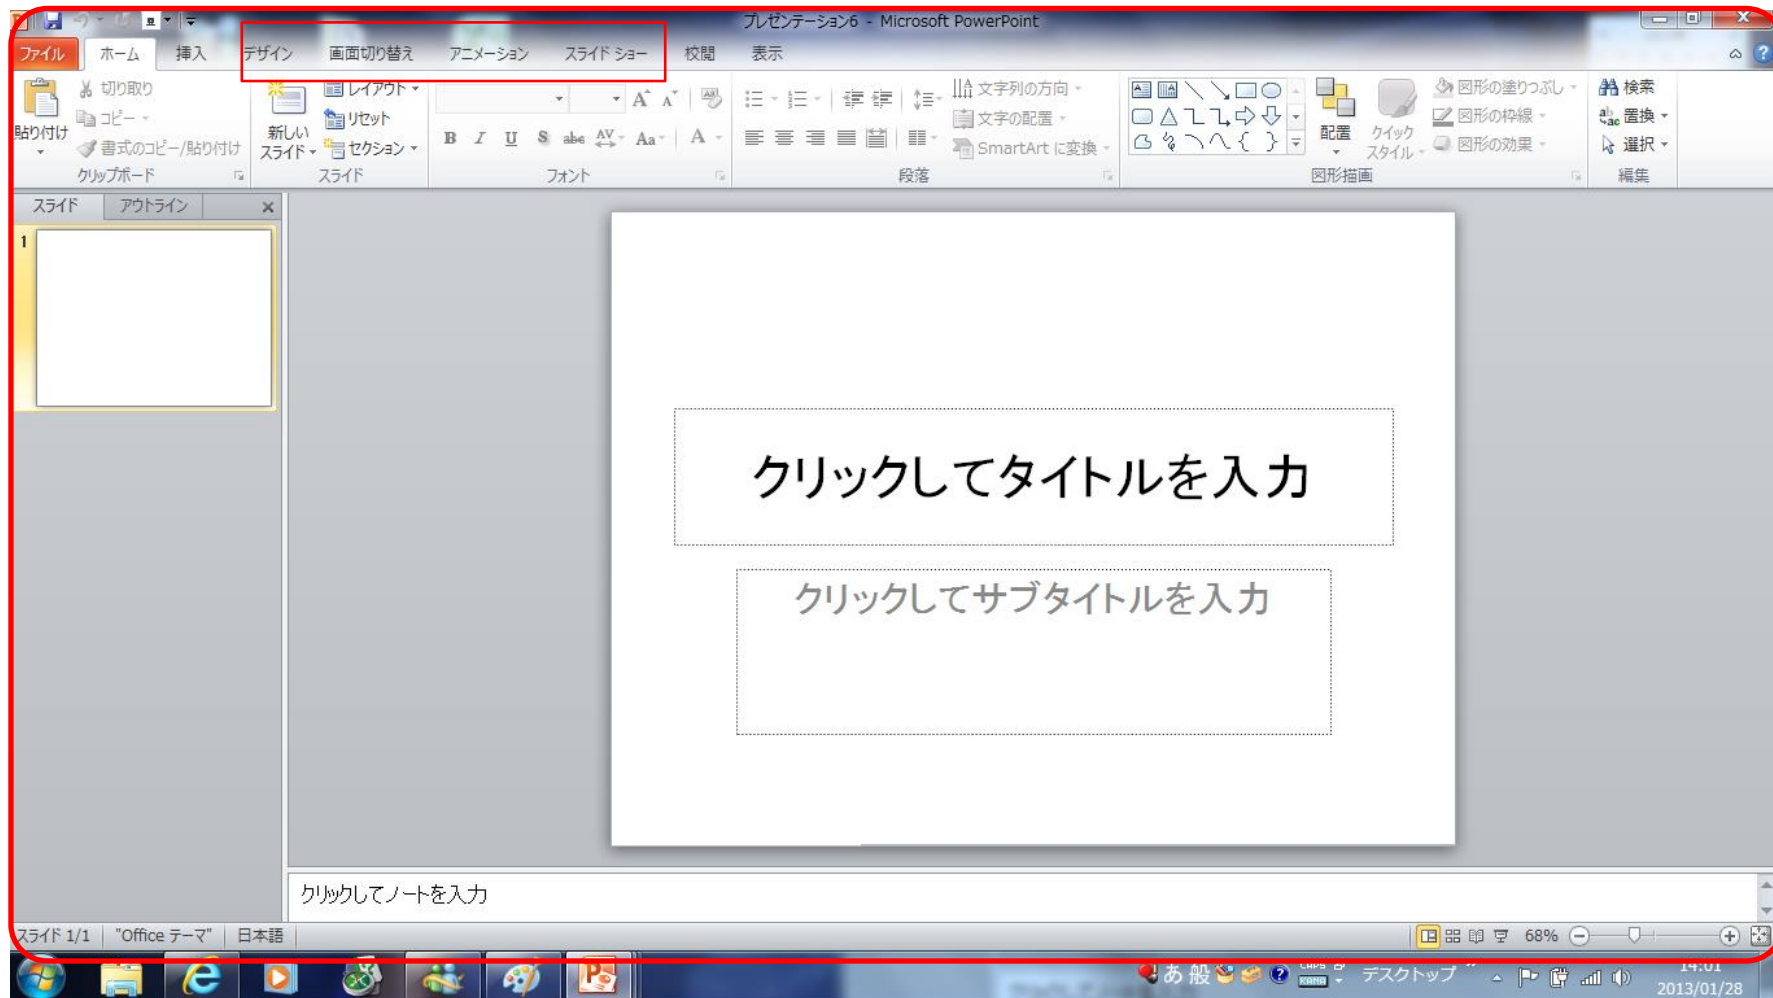 プレゼンテーション6 - Microsoft PowerPoint
ファイル ホーム 挿入 デザイン 画面切り替え アニメーション スライド ショー 校閲 表示
切り取り
コピー
書式のコピー/貼り付け
貼り付け
クリップボード
新しい
スライド
レイアウト
リセット
セクション
スライド
B I U S abc AV Aa A
フォント
文字列の方向
文字の配置
SmartArt に変換
段落
配置
クイック
スタイル
図形の塗りつぶし
図形の枠線
図形の効果
図形描画
検索
置換
選択
編集
スライド アウトライン
1
クリックしてタイトルを入力
クリックしてサブタイトルを入力
クリックしてノートを入力
スライド 1/1 "Office テーマ" 日本語
68%
あ 般
CAPS
KANA
デスクトップ
14:01
2013/01/28